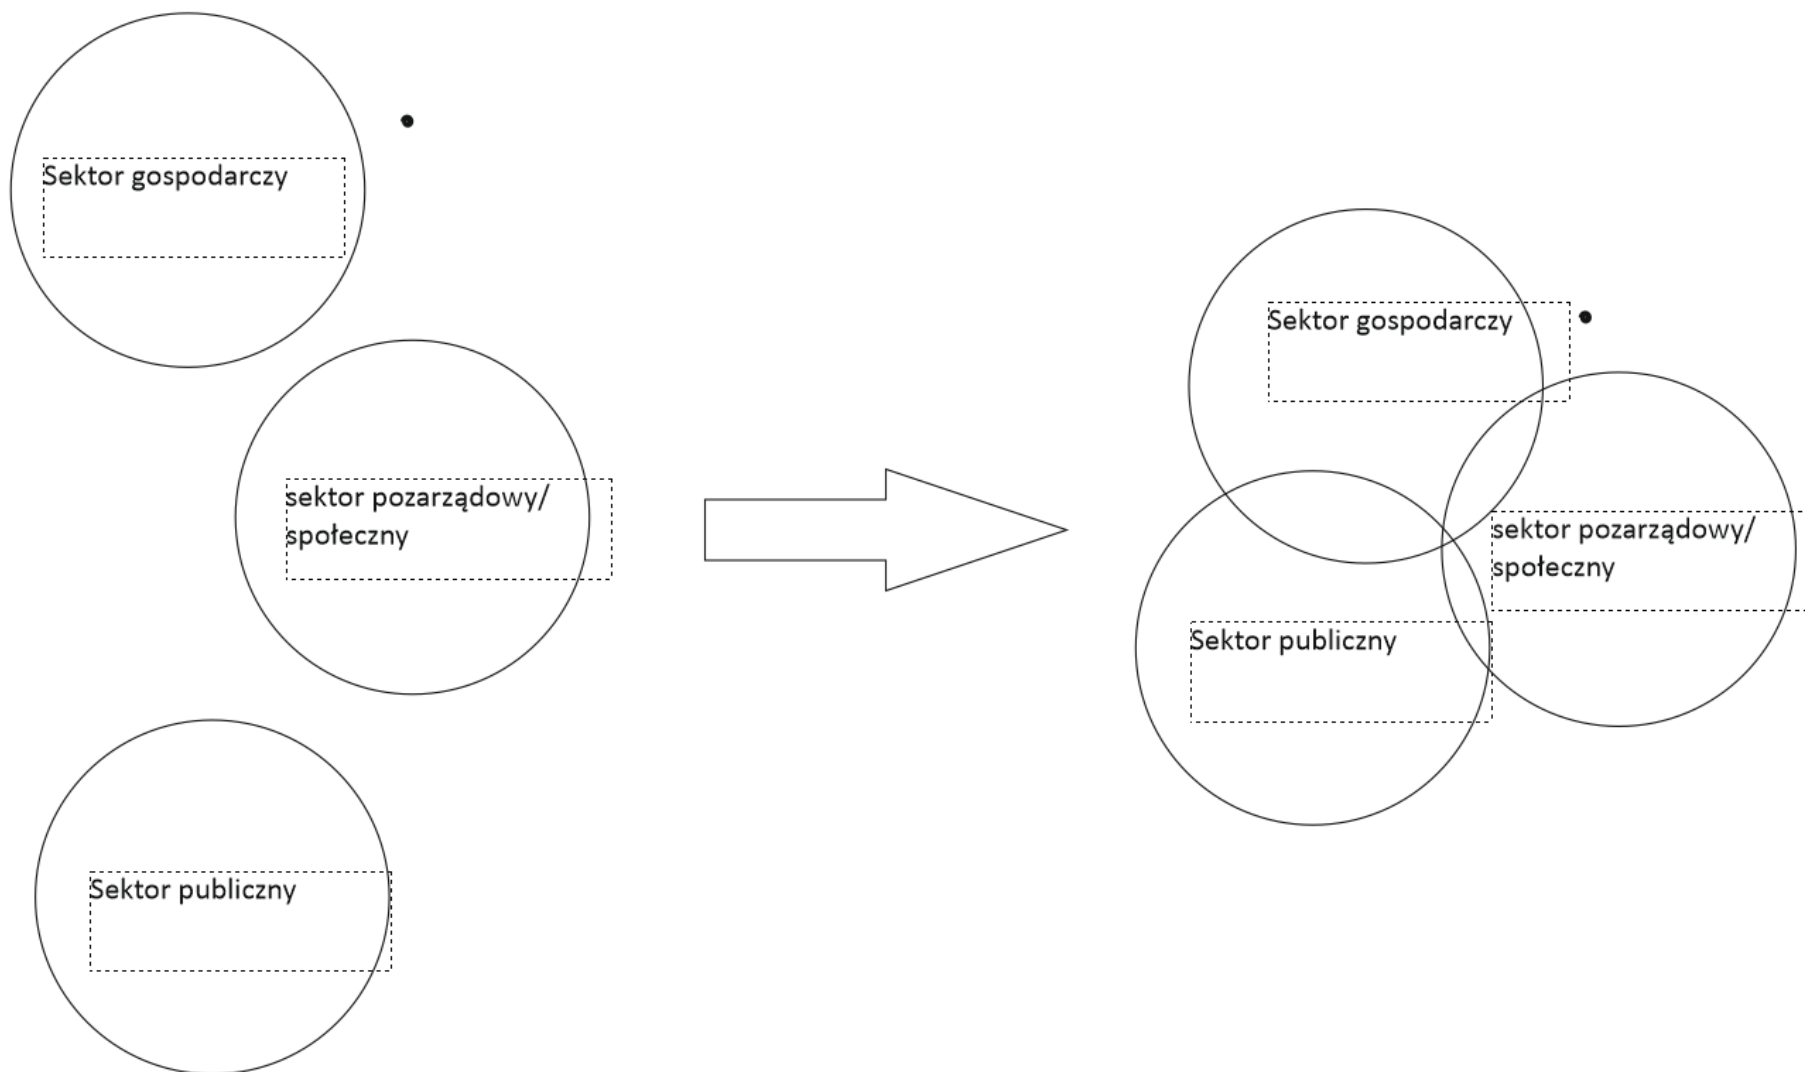 Sektor gospodarczy
sektor pozarządowy/
społeczny
Sektor publiczny
Sektor gospodarczy
sektor pozarządowy/
społeczny
Sektor publiczny